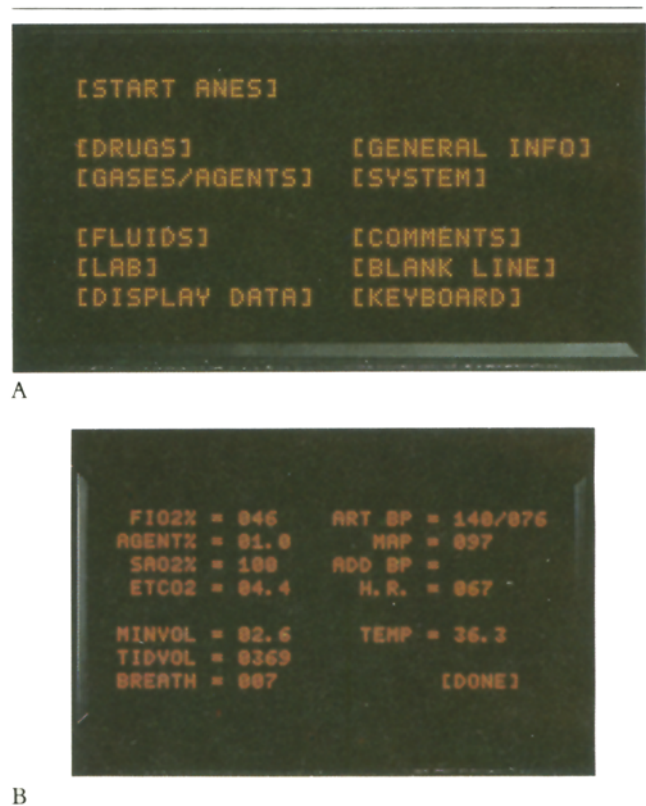 [START ANES]
[DRUGS] [GENERAL INFO]
[GASES/AGENTS] [SYSTEM]
[FLUIDS] [COMMENTS]
[LAB] [BLANK LINE]
[DISPLAY DATA] [KEYBOARD]
A
FIO2% = 046 ART BP = 140/076
AGENT% = 01.0 MAP = 097
SAO2% = 100 ADD BP =
ETCO2 = 04.4 H.R. = 067
MINVOL = 02.6 TEMP = 36.3
TIDVOL = 0369
BREATH = 007 [DONE]
B